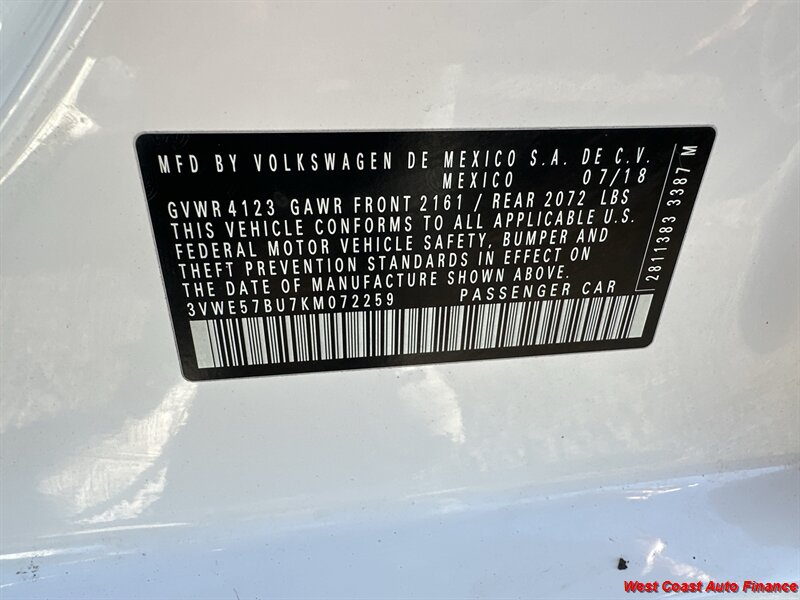 MFD BY VOLKSWAGEN DE MEXICO S.A. DE C.V.
MEXICO 07/18
GVWR 4123 GAWR FRONT 2161 / REAR 2072 LBS
THIS VEHICLE CONFORMS TO ALL APPLICABLE U.S.
FEDERAL MOTOR VEHICLE SAFETY, BUMPER AND
THEFT PREVENTION STANDARDS IN EFFECT ON
THE DATE OF MANUFACTURE SHOWN ABOVE.
3VWE57BU7KM072259 PASSENGER CAR
2811383 3387 M
West Coast Auto Finance